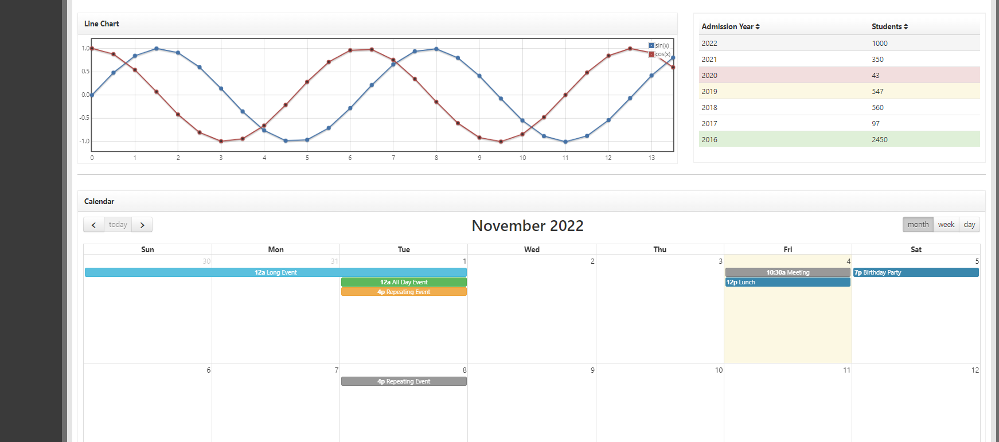 Line Chart
1.0
0.5
0.0
-0.5
-1.0
sin(x)
cos(x)
0 1 2 3 4 5 6 7 8 9 10 11 12 13
Admission Year Students
2022 1000
2021 350
2020 43
2019 547
2018 560
2017 97
2016 2450
Calendar
today
November 2022
month week day
Sun Mon Tue Wed Thu Fri Sat
30 31 1 2 3 4 5
12a Long Event
10:30a Meeting
7p Birthday Party
12a All Day Event
12p Lunch
4p Repeating Event
6 7 8 9 10 11 12
4p Repeating Event